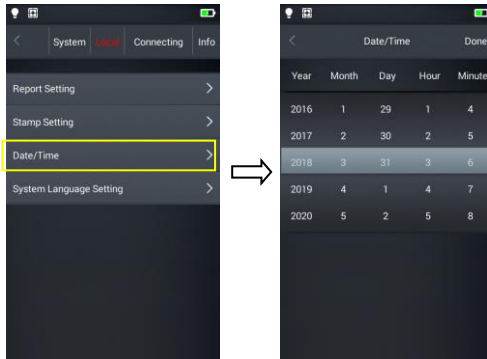 System Local Connecting Info
Report Setting
Stamp Setting
Date/Time
System Language Setting
Date/Time Done
Year Month Day Hour Minute
2016 1 29 1 4
2017 2 30 2 5
2018 3 31 3 6
2019 4 1 4 7
2020 5 2 5 8